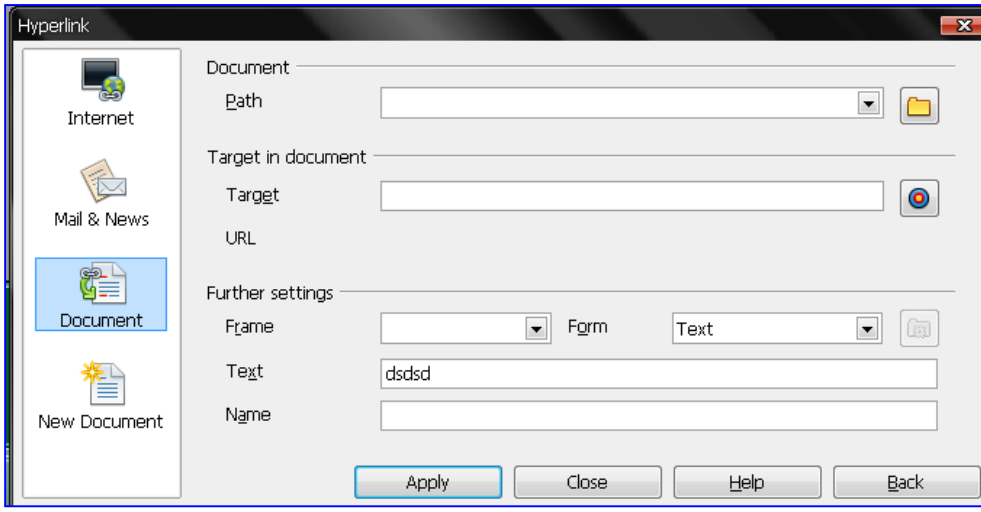 Hyperlink
Internet
Mail & News
Document
New Document
Document
Path
Target in document
Target
URL
Further settings
Frame Form Text
Text dsdsd
Name
Apply Close Help Back